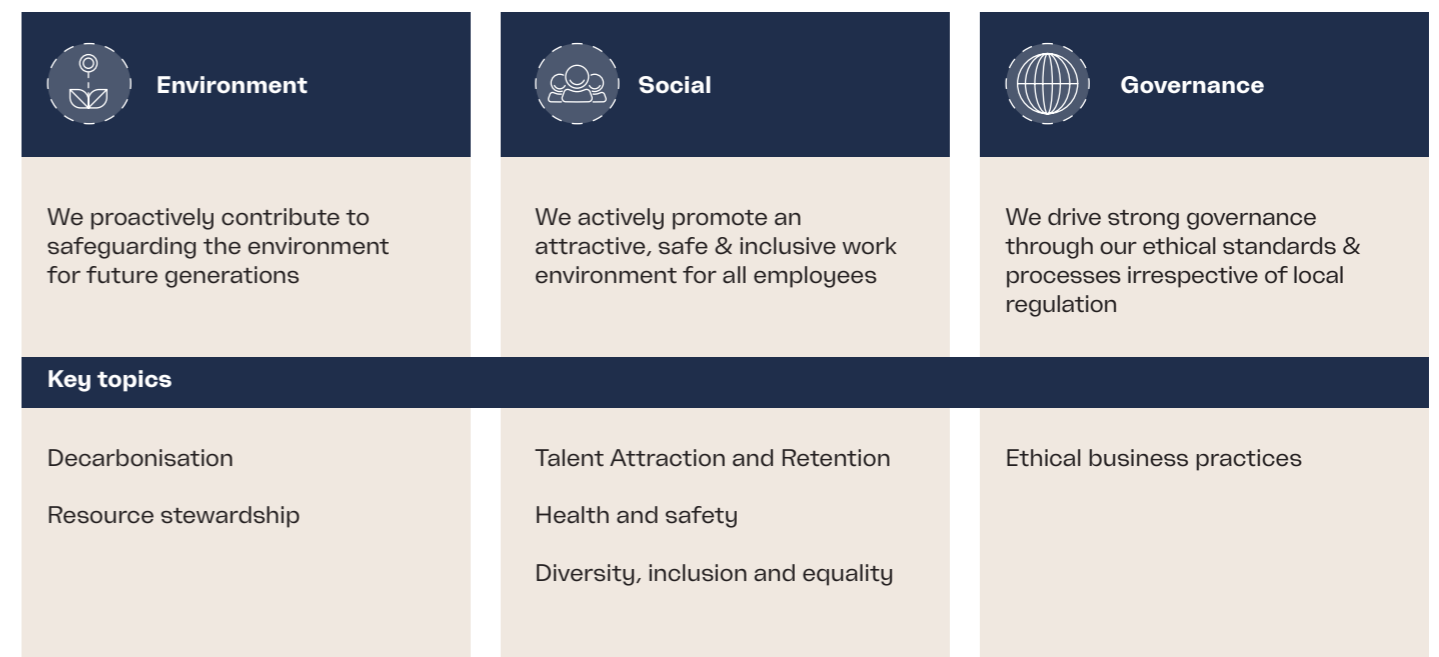 Environment
We proactively contribute to
safeguarding the environment
for future generations
Social
We actively promote an
attractive, safe & inclusive work
environment for all employees
Governance
We drive strong governance
through our ethical standards &
processes irrespective of local
regulation
Key topics
Decarbonisation
Resource stewardship
Talent Attraction and Retention
Health and safety
Diversity, inclusion and equality
Ethical business practices